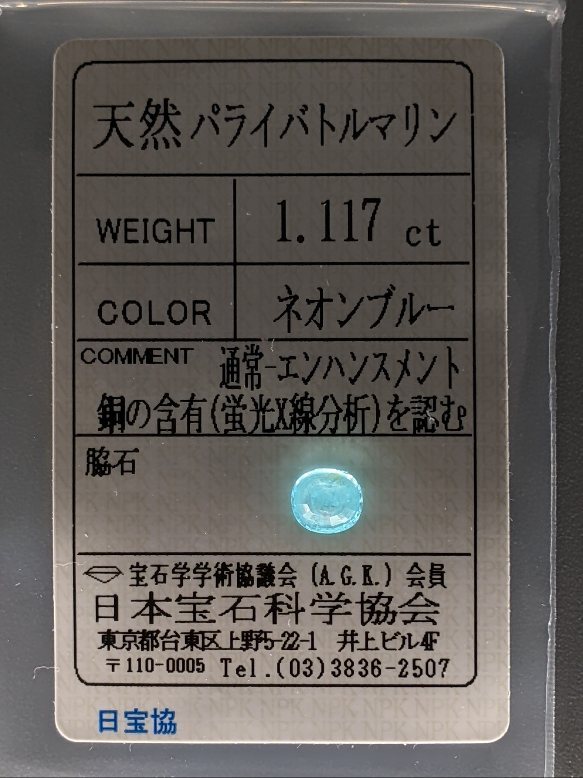 天然パライバトルマリン
WEIGHT 1.117 ct
COLOR ネオンブルー
COMMENT 通常-エンハンスメント
銅の含有(蛍光X線分析)を認む
脇石
宝石学学術協議会 (A.G.K.) 会員
日本宝石科学協会
東京都台東区上野5-22-1 井上ビル4F
〒110-0005 Tel.(03)3836-2507
日宝協